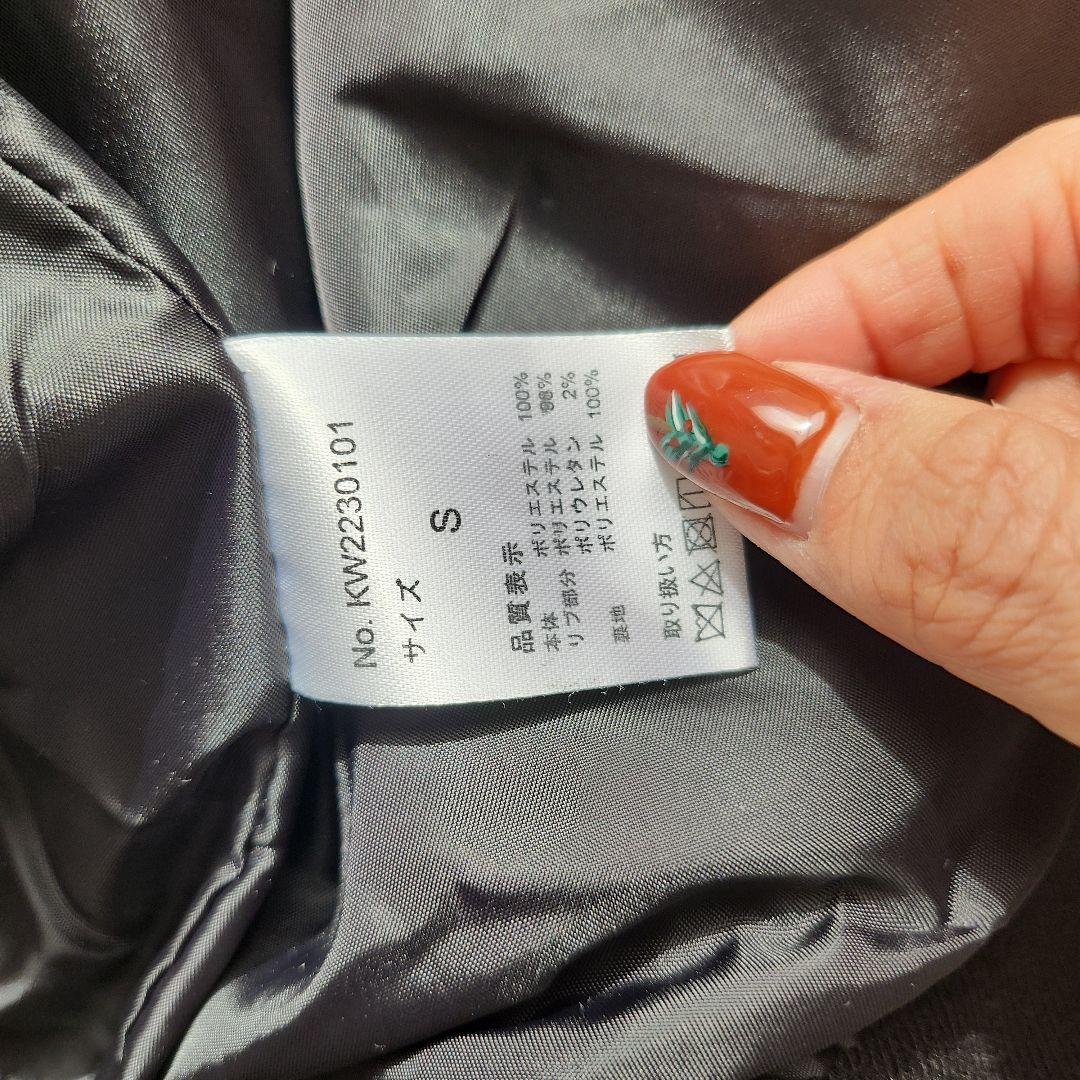 No. KW2230101
サイズ
S
品質表示
本体 ポリエステル 100%
リブ部分 ポリエステル 98%
ポリウレタン 2%
裏地 ポリエステル 100%
取り扱い方